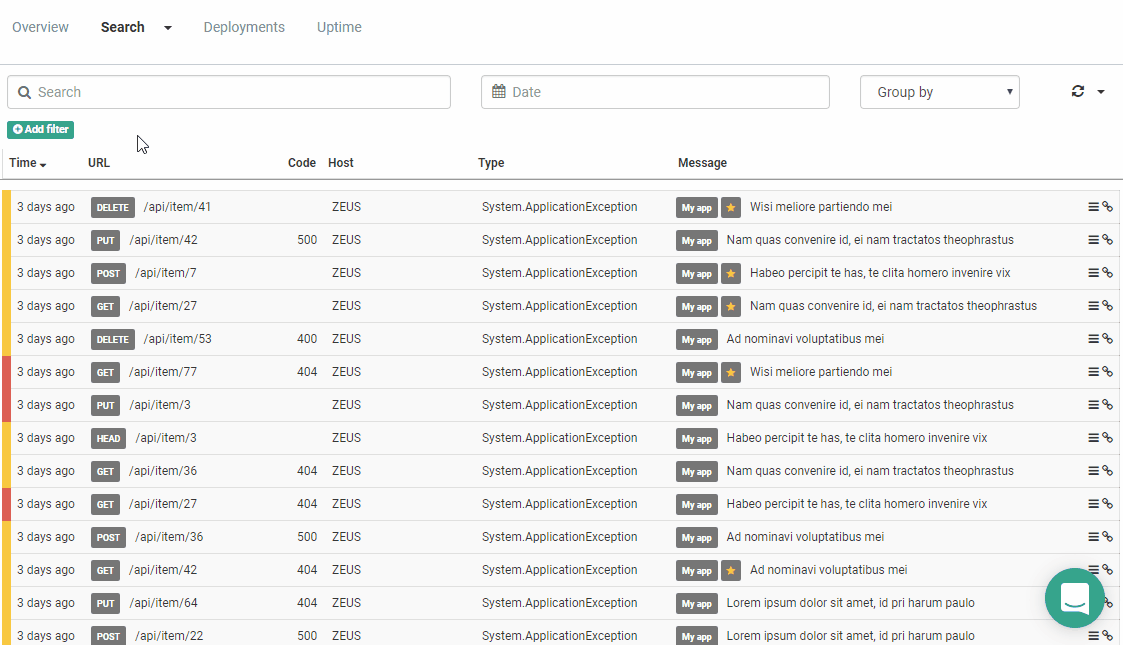 Overview Search Deployments Uptime
Search Date Group by
Add filter
Time URL Code Host Type Message
3 days ago DELETE /api/item/41 ZEUS System.ApplicationException My app Wisi meliore partiendo mei
3 days ago PUT /api/item/42 500 ZEUS System.ApplicationException My app Nam quas convenire id, ei nam tractatos theophrastus
3 days ago POST /api/item/7 ZEUS System.ApplicationException My app Habeo percipit te has, te clita homero invenire vix
3 days ago GET /api/item/27 ZEUS System.ApplicationException My app Nam quas convenire id, ei nam tractatos theophrastus
3 days ago DELETE /api/item/53 400 ZEUS System.ApplicationException My app Ad nominavi voluptatibus mei
3 days ago GET /api/item/77 404 ZEUS System.ApplicationException My app Wisi meliore partiendo mei
3 days ago PUT /api/item/3 ZEUS System.ApplicationException My app Nam quas convenire id, ei nam tractatos theophrastus
3 days ago HEAD /api/item/3 ZEUS System.ApplicationException My app Habeo percipit te has, te clita homero invenire vix
3 days ago GET /api/item/36 404 ZEUS System.ApplicationException My app Nam quas convenire id, ei nam tractatos theophrastus
3 days ago GET /api/item/27 404 ZEUS System.ApplicationException My app Habeo percipit te has, te clita homero invenire vix
3 days ago POST /api/item/36 500 ZEUS System.ApplicationException My app Ad nominavi voluptatibus mei
3 days ago GET /api/item/42 404 ZEUS System.ApplicationException My app Ad nominavi voluptatibus mei
3 days ago PUT /api/item/64 404 ZEUS System.ApplicationException My app Lorem ipsum dolor sit amet, id pri harum paulo
3 days ago POST /api/item/22 500 ZEUS System.ApplicationException My app Lorem ipsum dolor sit amet, id pri harum paulo